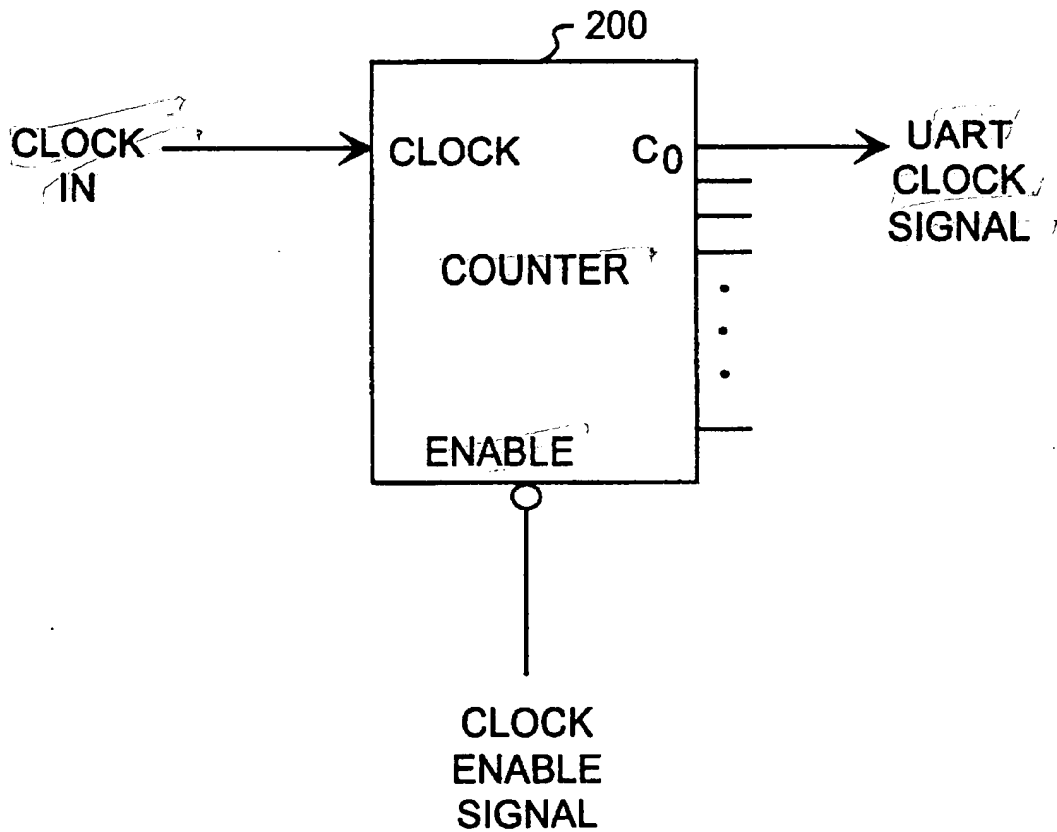 200
CLOCK
IN
CLOCK
C0
UART
CLOCK
SIGNAL
COUNTER
ENABLE
CLOCK
ENABLE
SIGNAL